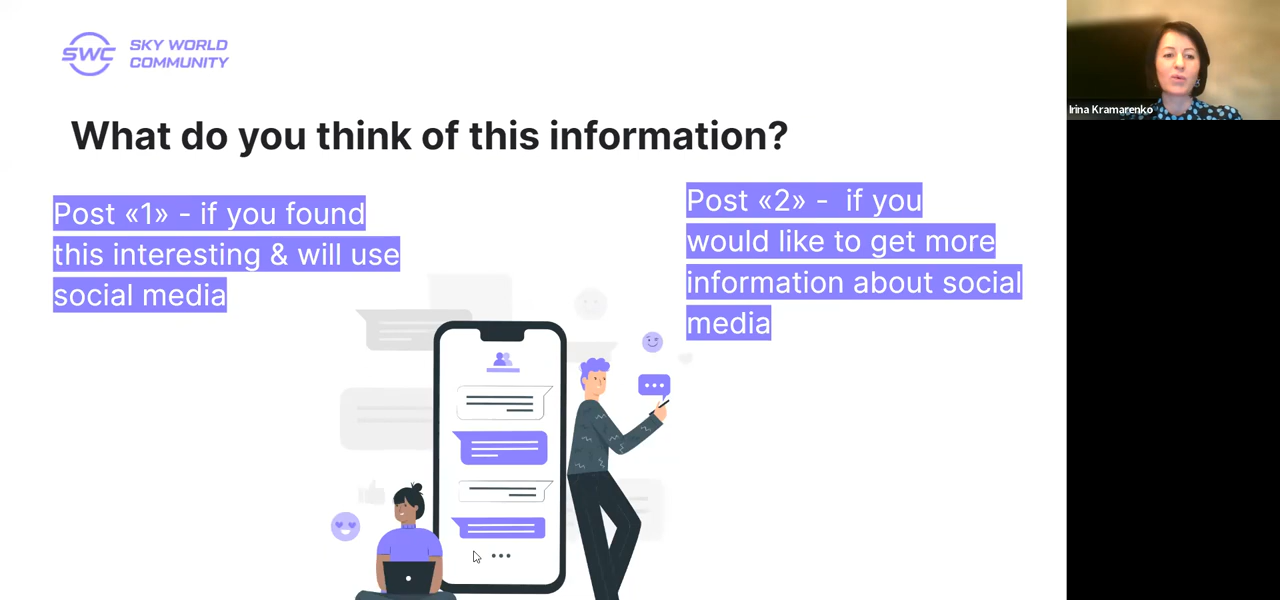 SWC
SKY WORLD
COMMUNITY
What do you think of this information?
Post «1» - if you found
this interesting & will use
social media
Post «2» - if you
would like to get more
information about social
media
Irina Kramarenko